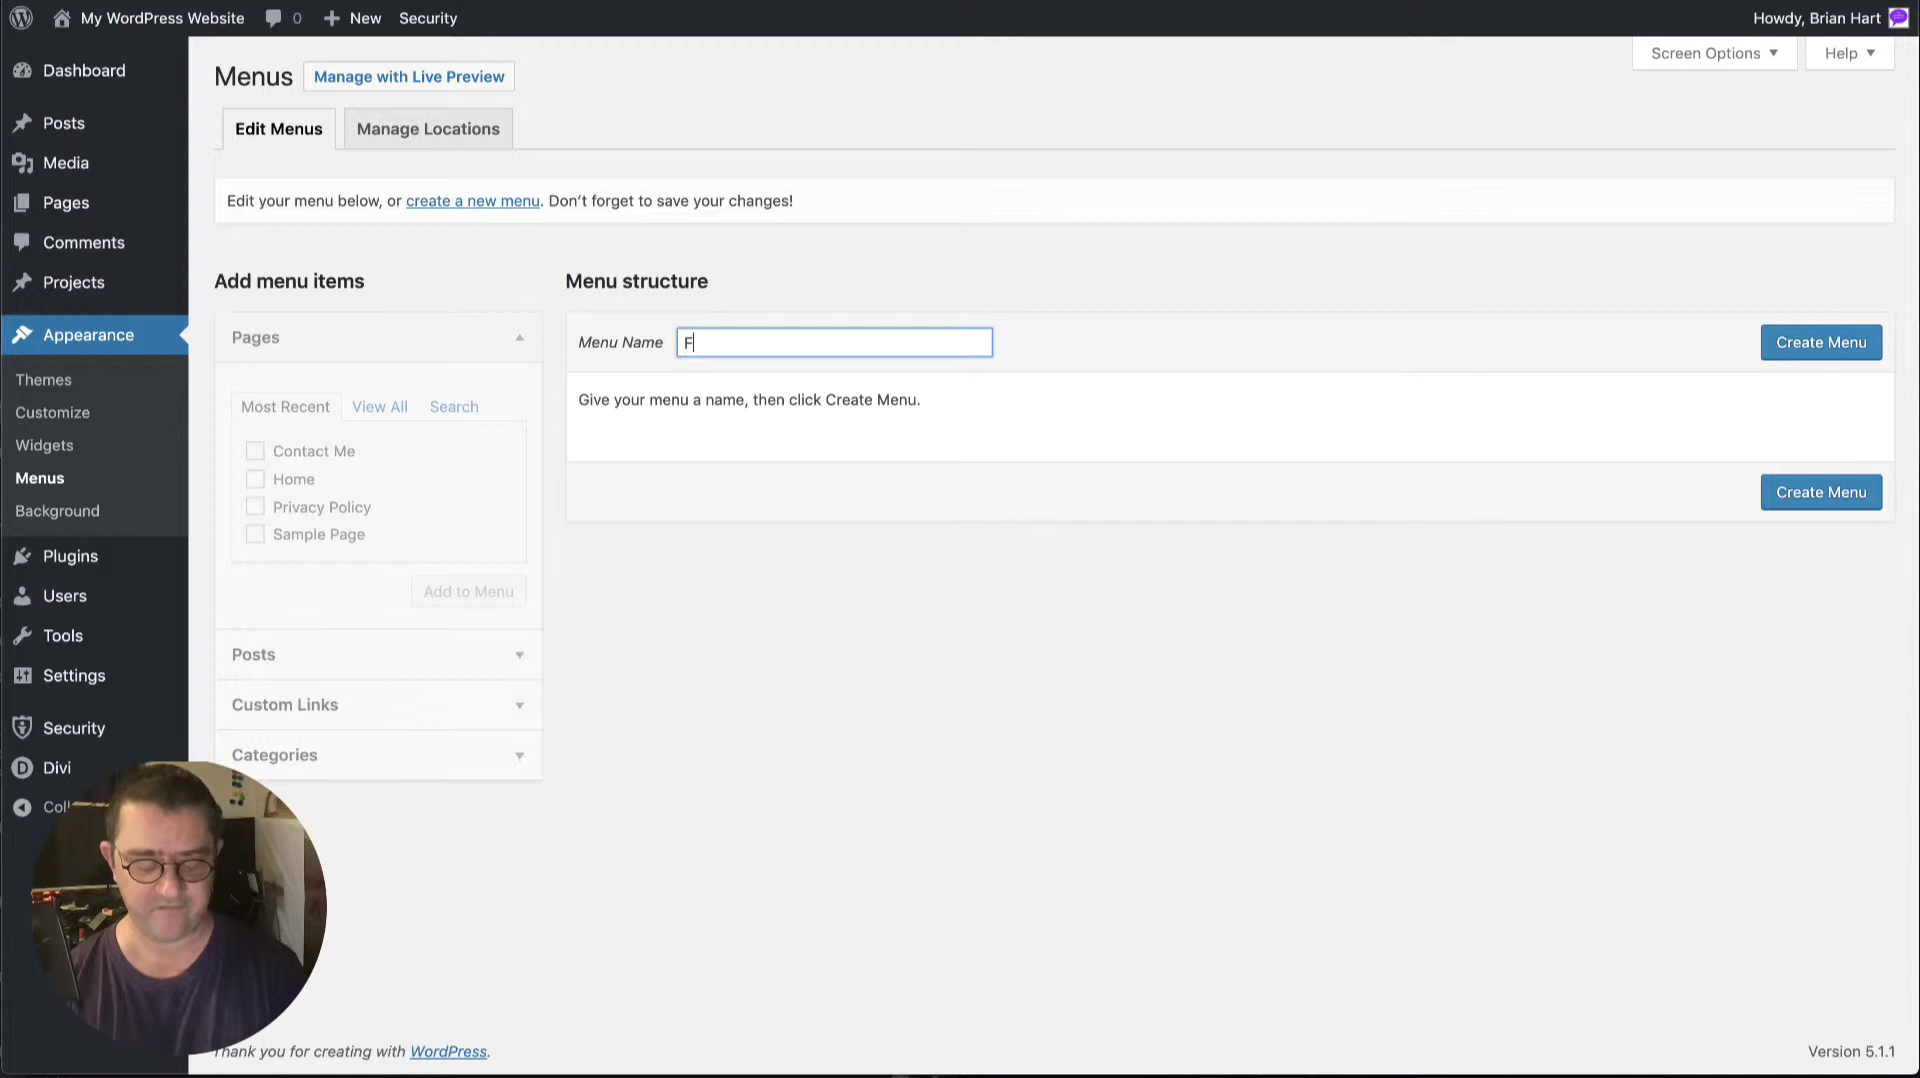 My WordPress Website 0 New Security Howdy, Brian Hart
Screen Options Help
Dashboard
Posts
Media
Pages
Comments
Projects
Appearance
Themes
Customize
Widgets
Menus
Background
Plugins
Users
Tools
Settings
Security
Divi
Menus Manage with Live Preview
Edit Menus Manage Locations
Edit your menu below, or create a new menu. Don’t forget to save your changes!
Add menu items
Pages
Most Recent View All Search
Contact Me
Home
Privacy Policy
Sample Page
Add to Menu
Posts
Custom Links
Categories
Menu structure
Menu Name F Create Menu
Give your menu a name, then click Create Menu.
Create Menu
Thank you for creating with WordPress.
Version 5.1.1